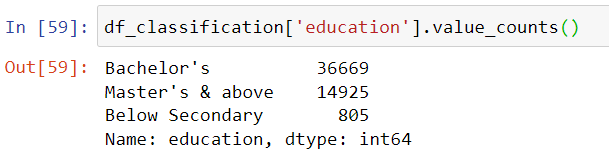 In [59]: df_classification['education'].value_counts()
Out[59]: Bachelor's 36669
Master's & above 14925
Below Secondary 805
Name: education, dtype: int64